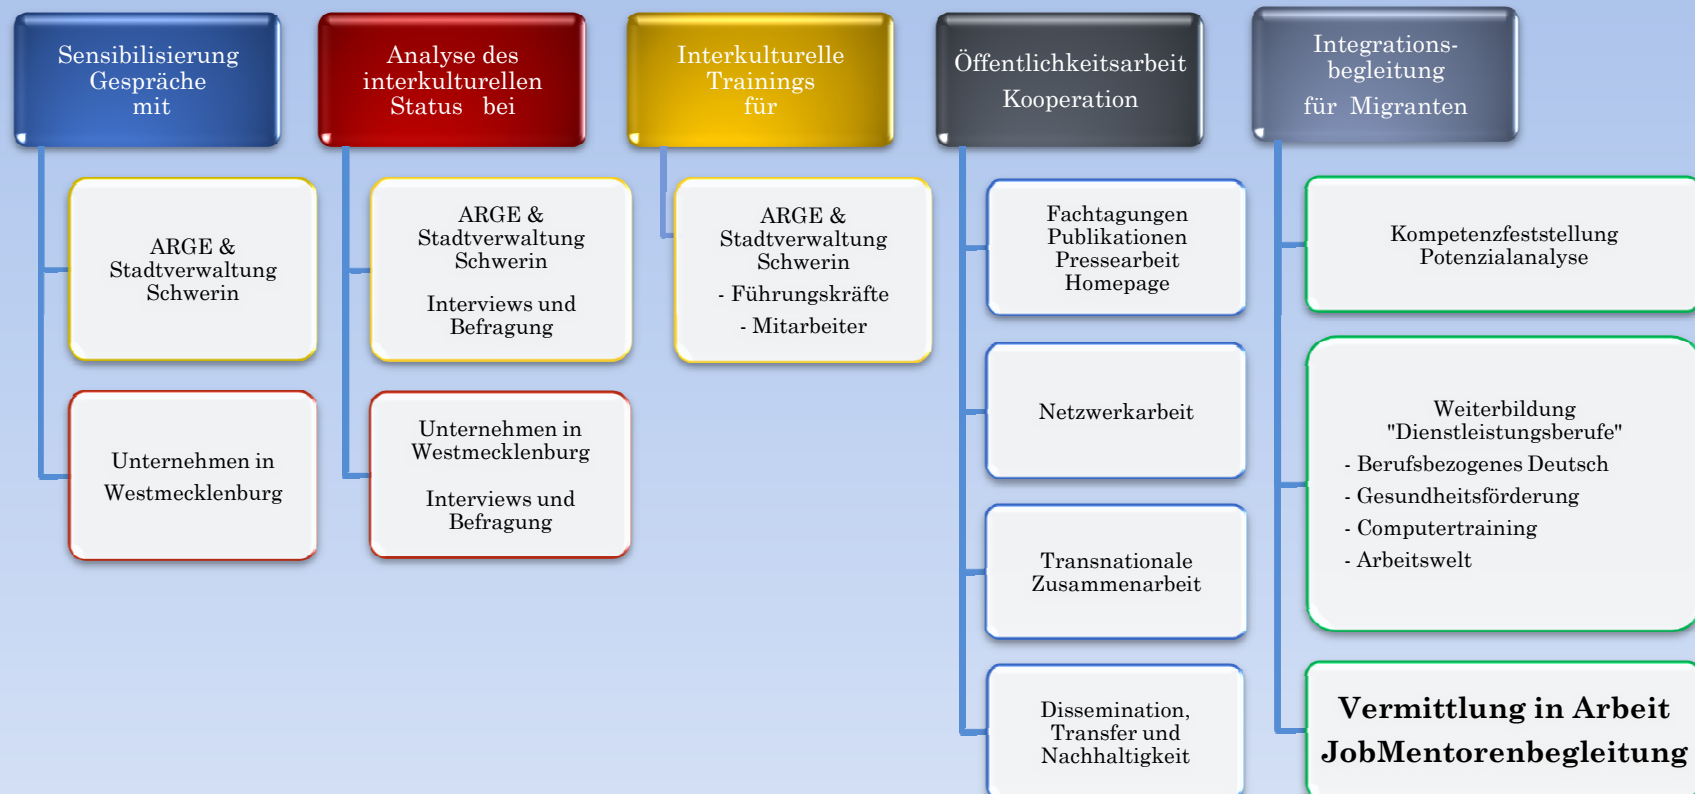 Sensibilisierung
Gespräche
mit
ARGE &
Stadtverwaltung
Schwerin
Unternehmen in
Westmecklenburg
Analyse des
interkulturellen
Status bei
ARGE &
Stadtverwaltung
Schwerin
Interviews und
Befragung
Unternehmen in
Westmecklenburg
Interviews und
Befragung
Interkulturelle
Trainings
für
ARGE &
Stadtverwaltung
Schwerin
- Führungskräfte
- Mitarbeiter
Öffentlichkeitsarbeit
Kooperation
Fachtagungen
Publikationen
Pressearbeit
Homepage
Netzwerkarbeit
Transnationale
Zusammenarbeit
Dissemination,
Transfer und
Nachhaltigkeit
Integrations-
begleitung
für Migranten
Kompetenzfeststellung
Potenzialanalyse
Weiterbildung
"Dienstleistungsberufe"
- Berufsbezogenes Deutsch
- Gesundheitsförderung
- Computertraining
- Arbeitswelt
Vermittlung in Arbeit
JobMentorenbegleitung